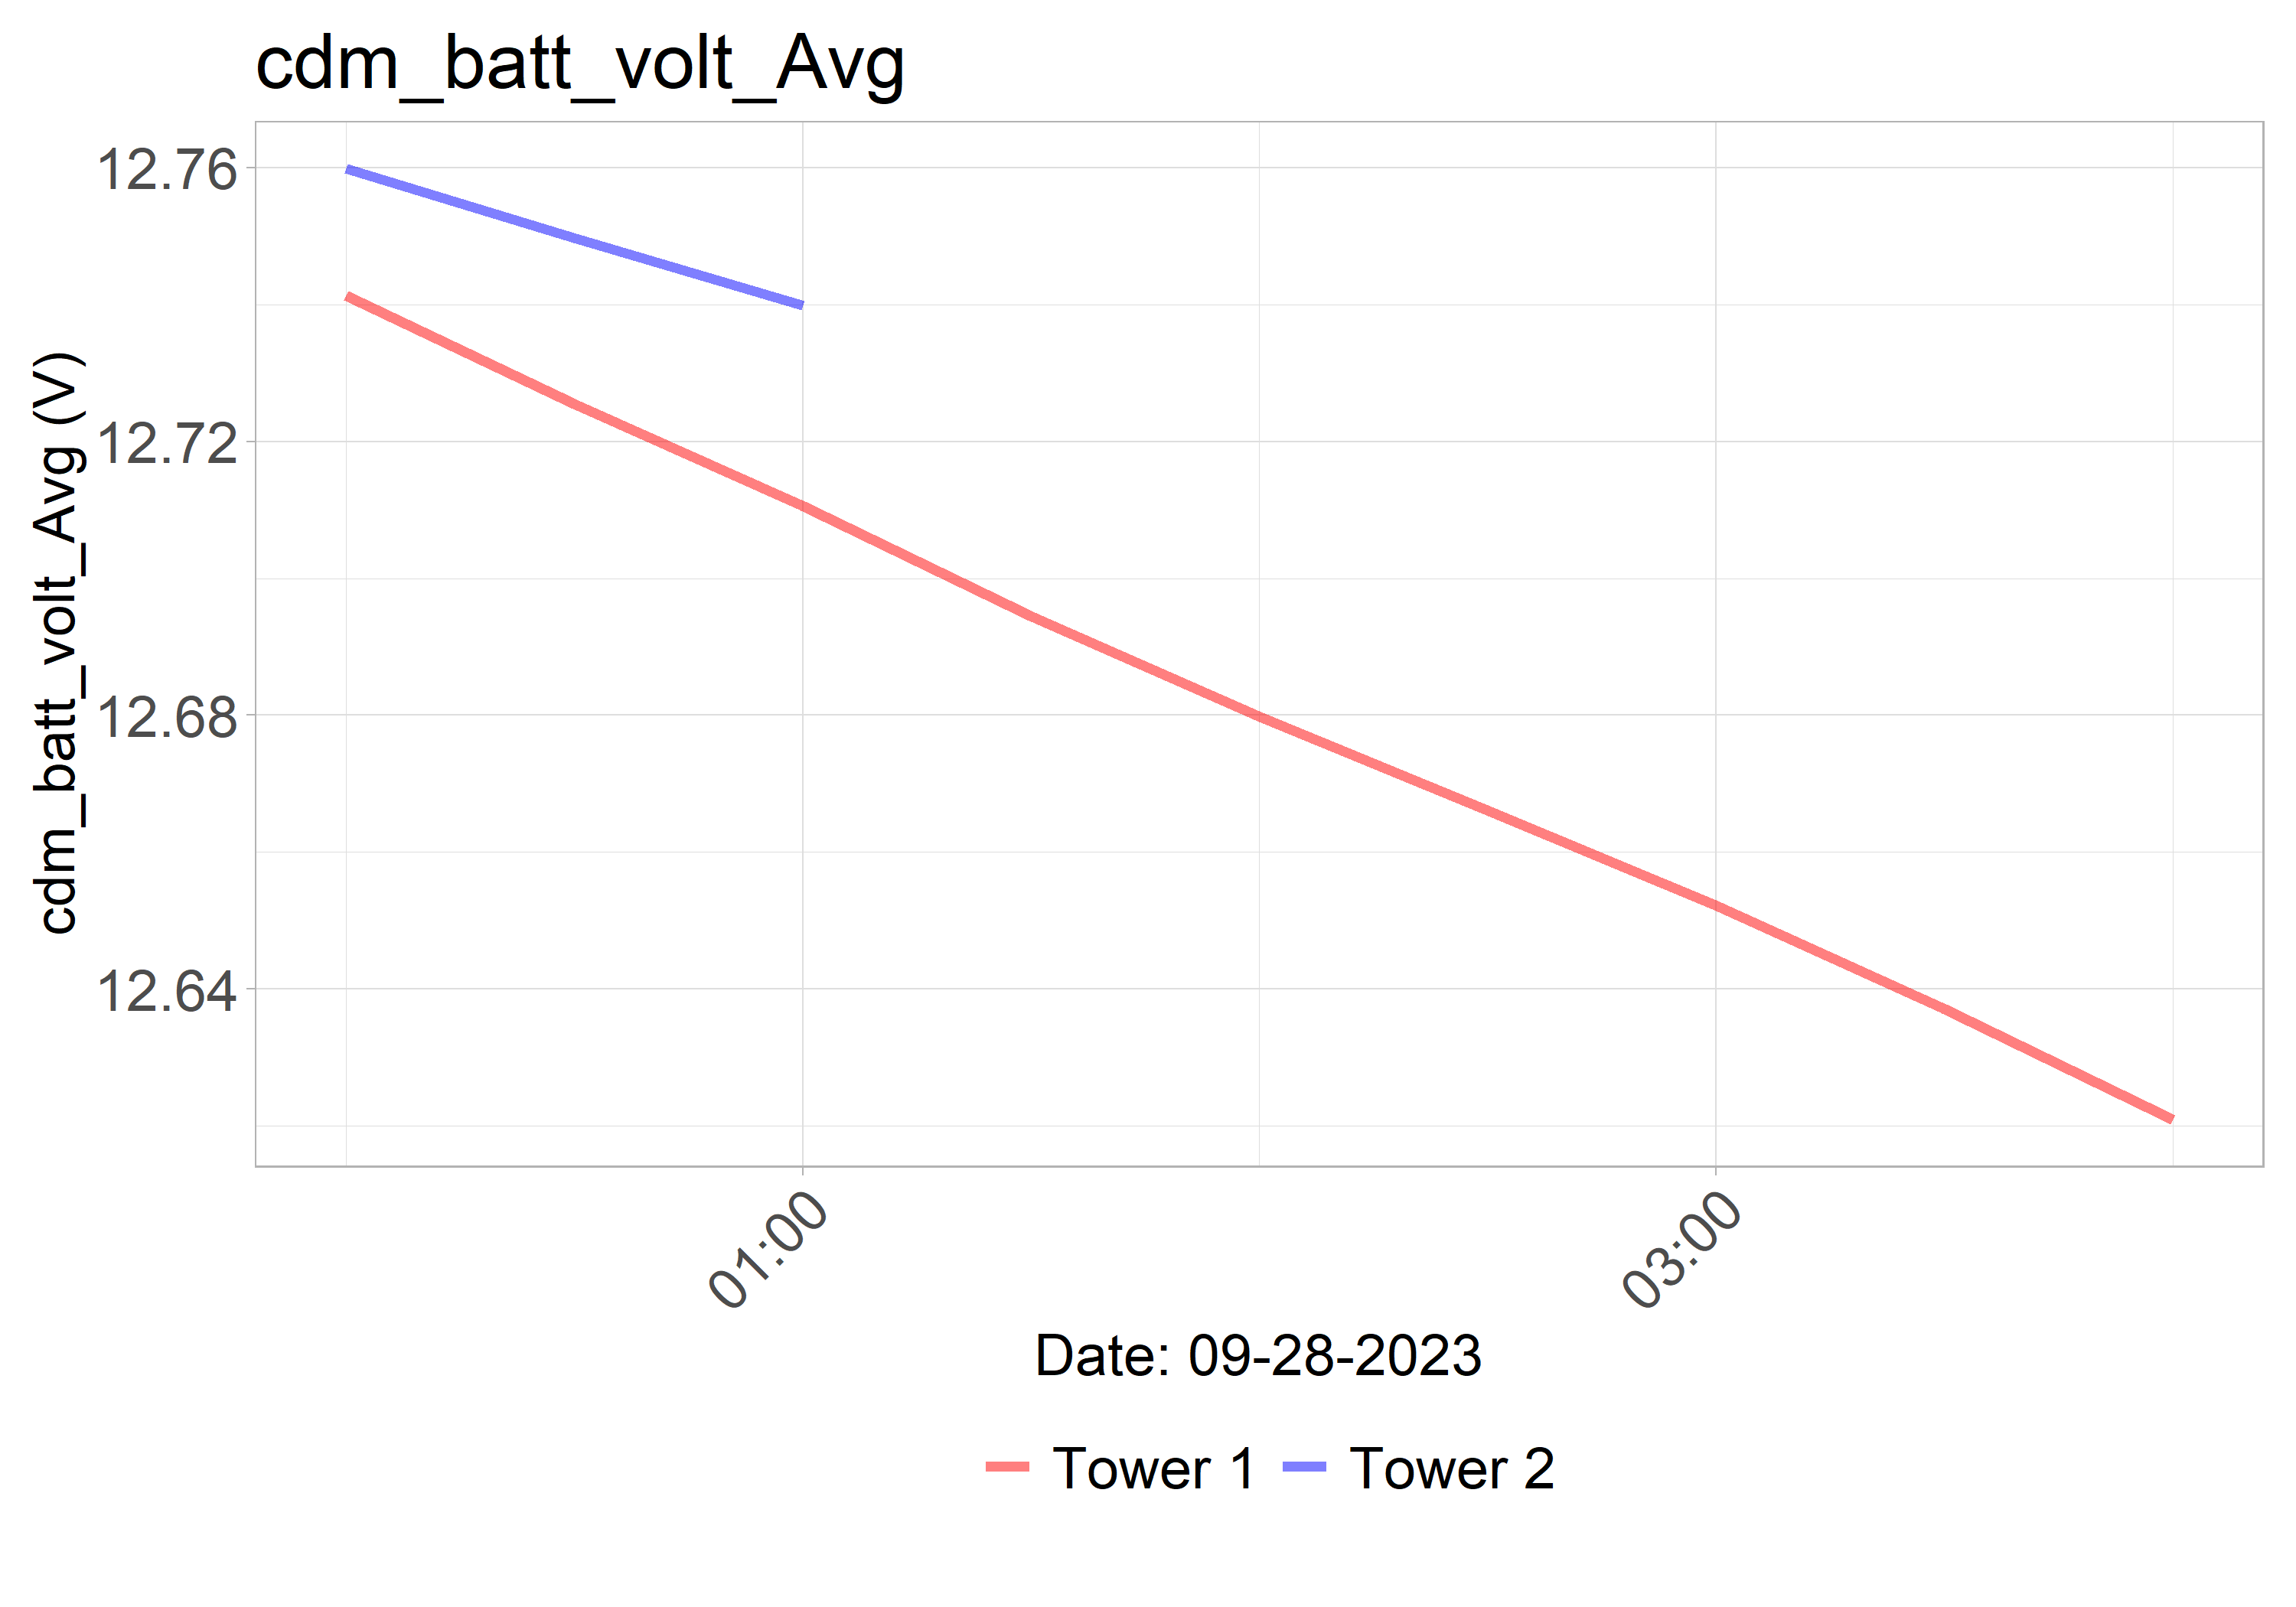 cdm_batt_volt_Avg
cdm_batt_volt_Avg (V)
12.76
12.72
12.68
12.64
01:00
03:00
Date: 09-28-2023
Tower 1
Tower 2